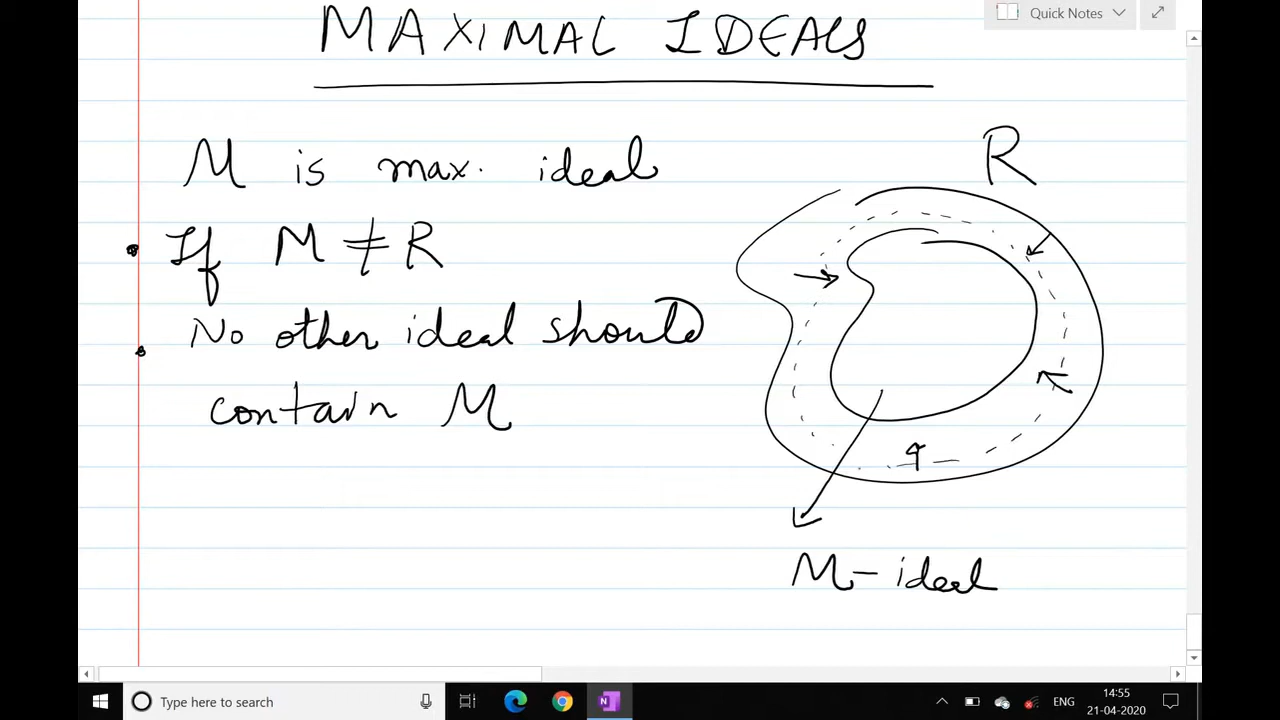 Quick Notes
MAXIMAL IDEALS
M is max. ideal
R
If M ≠ R
No other ideal should
contain M
M- ideal
Type here to search
ENG
14:55
21-04-2020